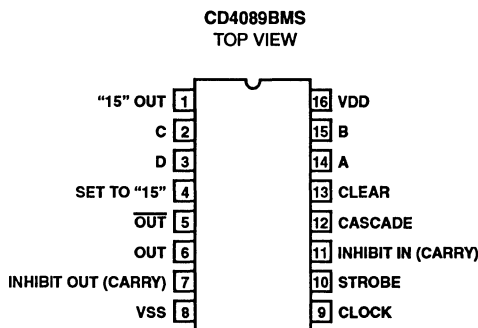 CD4089BMS
TOP VIEW
“15” OUT 1 16 VDD
C 2 15 B
D 3 14 A
SET TO “15” 4 13 CLEAR
OUT 5 12 CASCADE
OUT 6 11 INHIBIT IN (CARRY)
INHIBIT OUT (CARRY) 7 10 STROBE
VSS 8 9 CLOCK